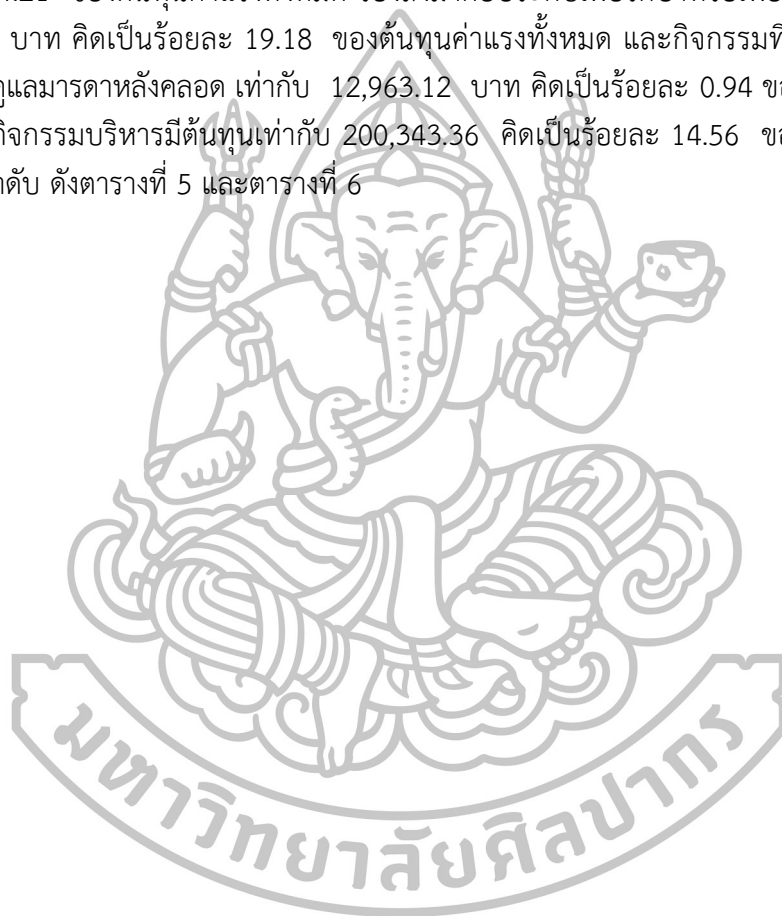 บาท คิดเป็นร้อยละ 19.18 ของต้นทุนค่าแรงทั้งหมด และกิจกรรมที่
ดูแลมารดาหลังคลอด เท่ากับ 12,963.12 บาท คิดเป็นร้อยละ 0.94
กิจกรรมบริหารมีต้นทุนเท่ากับ 200,343.36 คิดเป็นร้อยละ 14.56
ดังตารางที่ 5 และตารางที่ 6
มหาวิทยาลัยศิลปากร